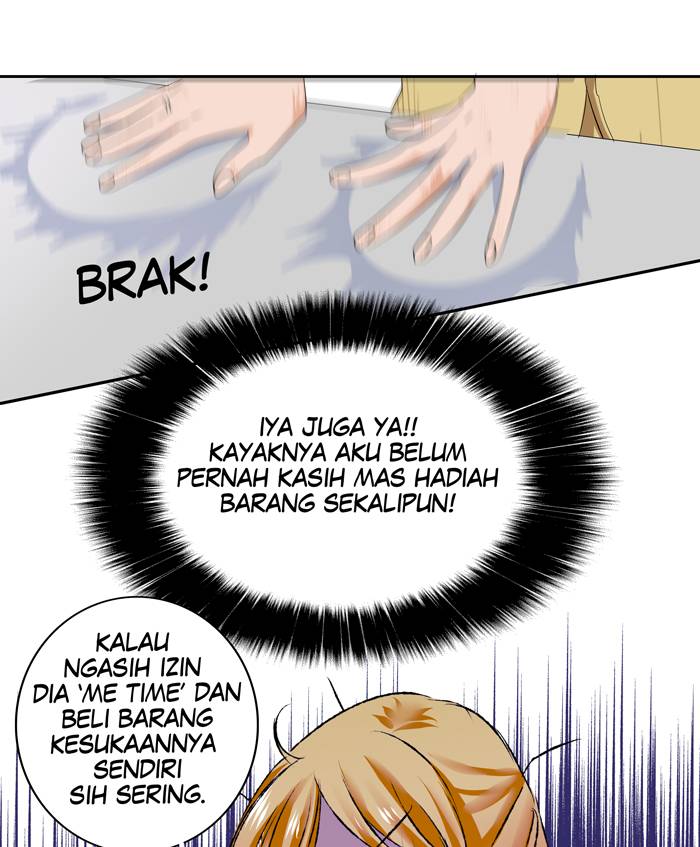 BRAK!
IYA JUGA YA!!
KAYAKNYA AKU BELUM
PERNAH KASIH MAS HADIAH
BARANG SEKALIPUN!
KALAU
NGASIH IZIN
DIA 'ME TIME' DAN
BELI BARANG
KESUKAANNYA
SENDIRI
SIH SERING.